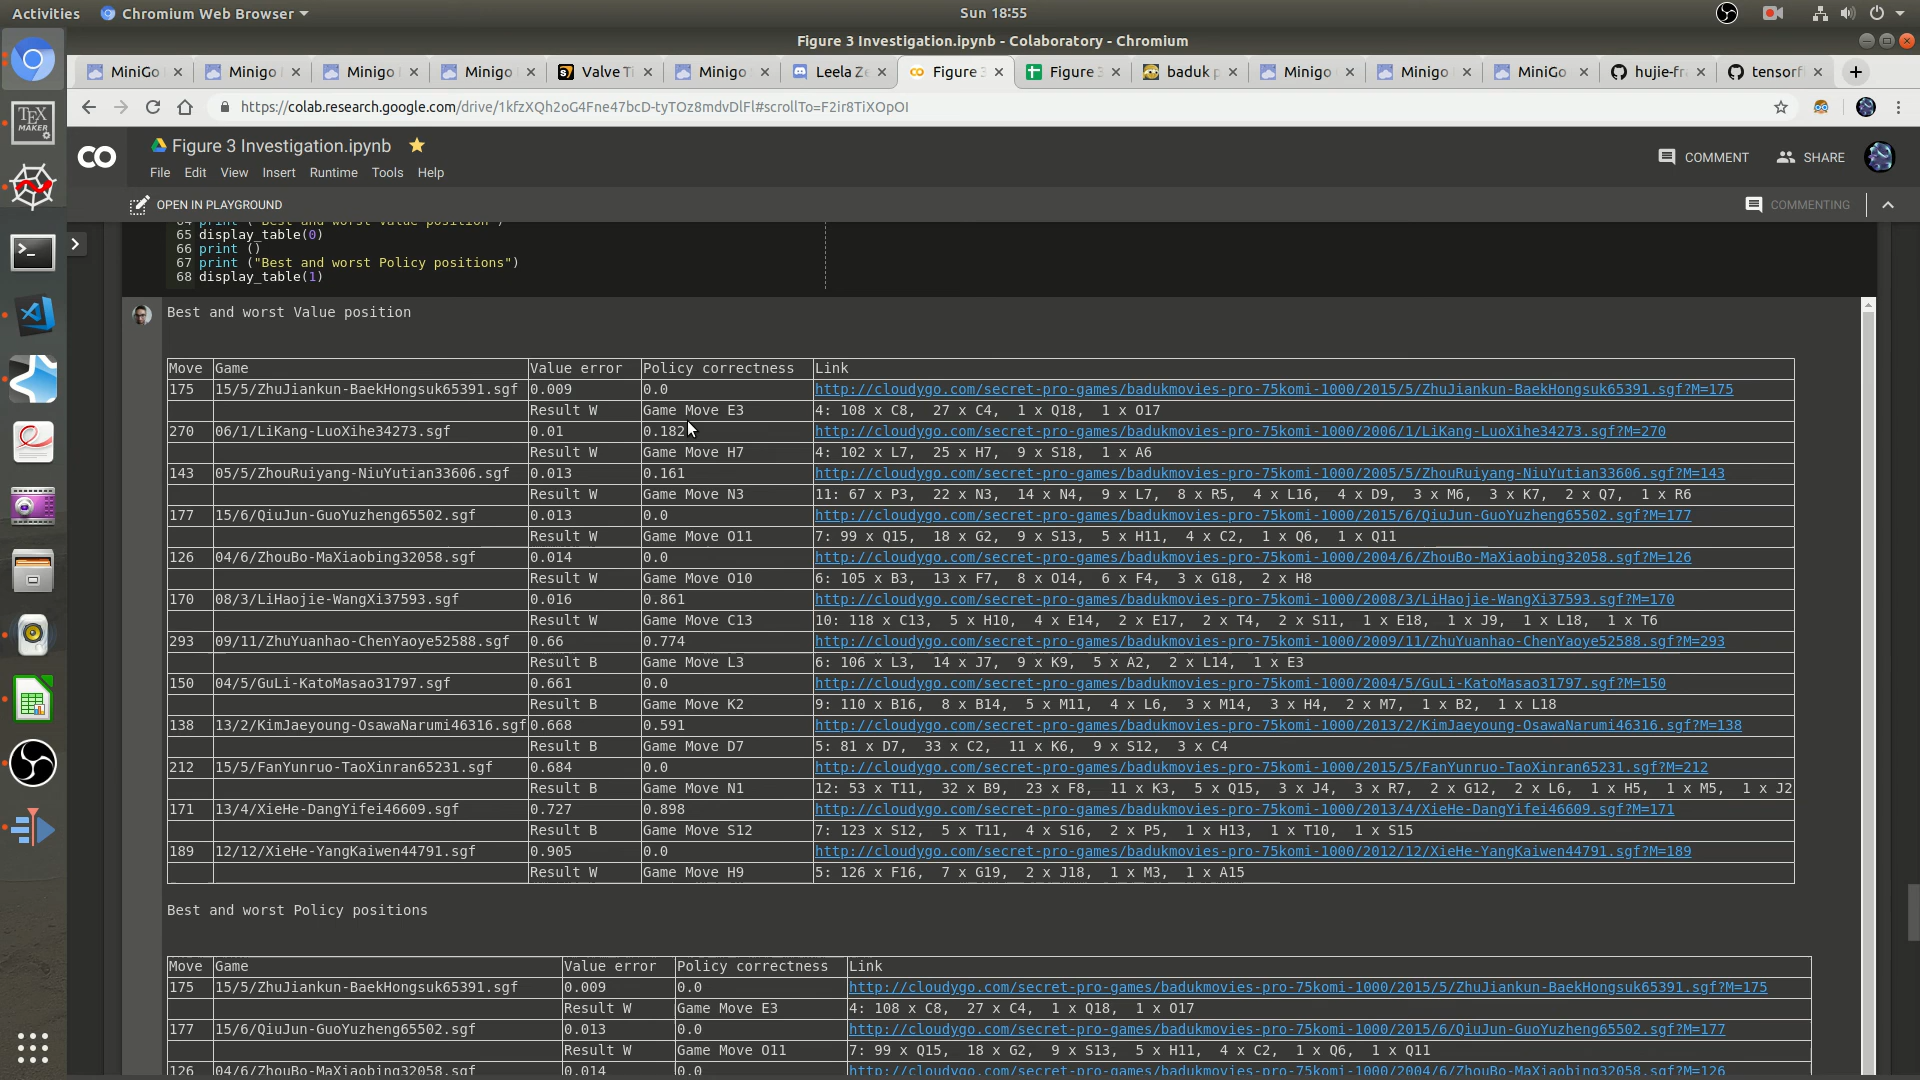 Activities
Chromium Web Browser
Sun 18:55
Figure 3 Investigation.ipynb - Colaboratory - Chromium
MiniGo
Minigo
Minigo
Minigo
Valve Ti
Minigo
Leela Ze
Figure
Figure
baduk p
Minigo
Minigo
MiniGo
hujie-fr
tensorf
https://colab.research.google.com/drive/1kfzXQh2oG4Fne47bcD-tyTOz8mdvDlFl#scrollTo=F2ir8TiXOpOI
TEX MAKER
CO
Figure 3 Investigation.ipynb
File Edit View Insert Runtime Tools Help
COMMENT
SHARE
OPEN IN PLAYGROUND
COMMENTING
64 print ("Best and worst Value position")
65 display_table(0)
66 print ()
67 print ("Best and worst Policy positions")
68 display_table(1)
Best and worst Value position
Move Game Value error Policy correctness Link
175 15/5/ZhuJiankun-BaekHongsuk65391.sgf 0.009 0.0 http://cloudygo.com/secret-pro-games/badukmovies-pro-75komi-1000/2015/5/ZhuJiankun-BaekHongsuk65391.sgf?M=175
Result W Game Move E3 4: 108 x C8, 27 x C4, 1 x Q18, 1 x O17
270 06/1/LiKang-LuoXihe34273.sgf 0.01 0.182 http://cloudygo.com/secret-pro-games/badukmovies-pro-75komi-1000/2006/1/LiKang-LuoXihe34273.sgf?M=270
Result W Game Move H7 4: 102 x L7, 25 x H7, 9 x S18, 1 x A6
143 05/5/ZhouRuiyang-NiuYutian33606.sgf 0.013 0.161 http://cloudygo.com/secret-pro-games/badukmovies-pro-75komi-1000/2005/5/ZhouRuiyang-NiuYutian33606.sgf?M=143
Result W Game Move N3 11: 67 x P3, 22 x N3, 14 x N4, 9 x L7, 8 x R5, 4 x L16, 4 x D9, 3 x M6, 3 x K7, 2 x Q7, 1 x R6
177 15/6/QiuJun-GuoYuzheng65502.sgf 0.013 0.0 http://cloudygo.com/secret-pro-games/badukmovies-pro-75komi-1000/2015/6/QiuJun-GuoYuzheng65502.sgf?M=177
Result W Game Move O11 7: 99 x Q15, 18 x G2, 9 x S13, 5 x H11, 4 x C2, 1 x Q6, 1 x Q11
126 04/6/ZhouBo-MaXiaobing32058.sgf 0.014 0.0 http://cloudygo.com/secret-pro-games/badukmovies-pro-75komi-1000/2004/6/ZhouBo-MaXiaobing32058.sgf?M=126
Result W Game Move O10 6: 105 x B3, 13 x F7, 8 x O14, 6 x F4, 3 x G18, 2 x H8
170 08/3/LiHaojie-WangXi37593.sgf 0.016 0.861 http://cloudygo.com/secret-pro-games/badukmovies-pro-75komi-1000/2008/3/LiHaojie-WangXi37593.sgf?M=170
Result W Game Move C13 10: 118 x C13, 5 x H10, 4 x E14, 2 x E17, 2 x T4, 2 x S11, 1 x E18, 1 x J9, 1 x L18, 1 x T6
293 09/11/ZhuYuanhao-ChenYaoye52588.sgf 0.66 0.774 http://cloudygo.com/secret-pro-games/badukmovies-pro-75komi-1000/2009/11/ZhuYuanhao-ChenYaoye52588.sgf?M=293
Result B Game Move L3 6: 106 x L3, 14 x J7, 9 x K9, 5 x A2, 2 x L14, 1 x E3
150 04/5/GuLi-KatoMasao31797.sgf 0.661 0.0 http://cloudygo.com/secret-pro-games/badukmovies-pro-75komi-1000/2004/5/GuLi-KatoMasao31797.sgf?M=150
Result B Game Move K2 9: 110 x B16, 8 x B14, 5 x M11, 4 x L6, 3 x M14, 3 x H4, 2 x M7, 1 x B2, 1 x L18
138 13/2/KimJaeyoung-OsawaNarumi46316.sgf 0.668 0.591 http://cloudygo.com/secret-pro-games/badukmovies-pro-75komi-1000/2013/2/KimJaeyoung-OsawaNarumi46316.sgf?M=138
Result B Game Move D7 5: 81 x D7, 33 x C2, 11 x K6, 9 x S12, 3 x C4
212 15/5/FanYunruo-TaoXinran65231.sgf 0.684 0.0 http://cloudygo.com/secret-pro-games/badukmovies-pro-75komi-1000/2015/5/FanYunruo-TaoXinran65231.sgf?M=212
Result B Game Move N1 12: 53 x T11, 32 x B9, 23 x F8, 11 x K3, 5 x Q15, 3 x J4, 3 x R7, 2 x G12, 2 x L6, 1 x H5, 1 x M5, 1 x J2
171 13/4/XieHe-DangYifei46609.sgf 0.727 0.898 http://cloudygo.com/secret-pro-games/badukmovies-pro-75komi-1000/2013/4/XieHe-DangYifei46609.sgf?M=171
Result B Game Move S12 7: 123 x S12, 5 x T11, 4 x S16, 2 x P5, 1 x H13, 1 x T10, 1 x S15
189 12/12/XieHe-YangKaiwen44791.sgf 0.905 0.0 http://cloudygo.com/secret-pro-games/badukmovies-pro-75komi-1000/2012/12/XieHe-YangKaiwen44791.sgf?M=189
Result W Game Move H9 5: 126 x F16, 7 x G19, 2 x J18, 1 x M3, 1 x A15
Best and worst Policy positions
Move Game Value error Policy correctness Link
175 15/5/ZhuJiankun-BaekHongsuk65391.sgf 0.009 0.0 http://cloudygo.com/secret-pro-games/badukmovies-pro-75komi-1000/2015/5/ZhuJiankun-BaekHongsuk65391.sgf?M=175
Result W Game Move E3 4: 108 x C8, 27 x C4, 1 x Q18, 1 x O17
177 15/6/QiuJun-GuoYuzheng65502.sgf 0.013 0.0 http://cloudygo.com/secret-pro-games/badukmovies-pro-75komi-1000/2015/6/QiuJun-GuoYuzheng65502.sgf?M=177
Result W Game Move O11 7: 99 x Q15, 18 x G2, 9 x S13, 5 x H11, 4 x C2, 1 x Q6, 1 x Q11
126 04/6/ZhouBo-MaXiaobing32058.sgf 0.014 0.0 http://cloudygo.com/secret-pro-games/badukmovies-pro-75komi-1000/2004/6/ZhouBo-MaXiaobing32058.sgf?M=126